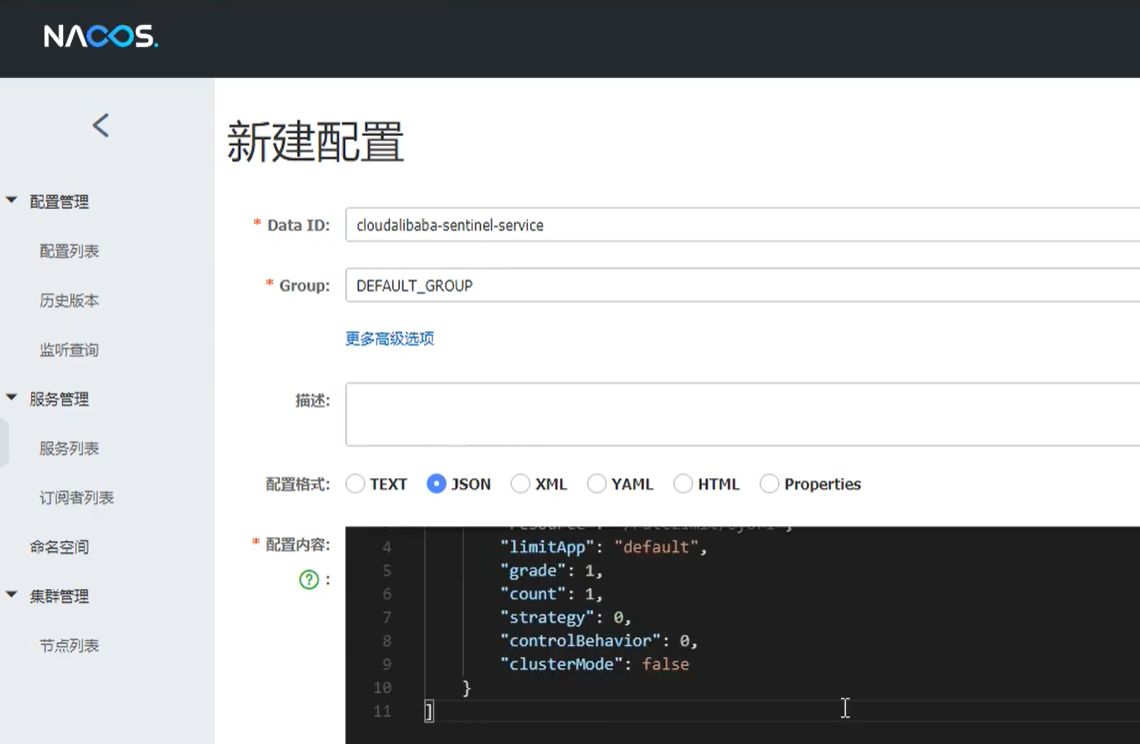 NACOS.
新建配置
配置管理
配置列表
历史版本
监听查询
服务管理
服务列表
订阅者列表
命名空间
集群管理
节点列表
* Data ID: cloudalibaba-sentinel-service
* Group: DEFAULT_GROUP
更多高级选项
描述:
配置格式: TEXT JSON XML YAML HTML Properties
* 配置内容:
? :
4 "limitApp": "default",
5 "grade": 1,
6 "count": 1,
7 "strategy": 0,
8 "controlBehavior": 0,
9 "clusterMode": false
10 }
11 ]